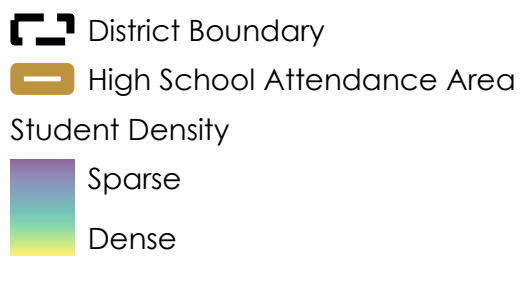 District Boundary
High School Attendance Area
Student Density
Sparse
Dense